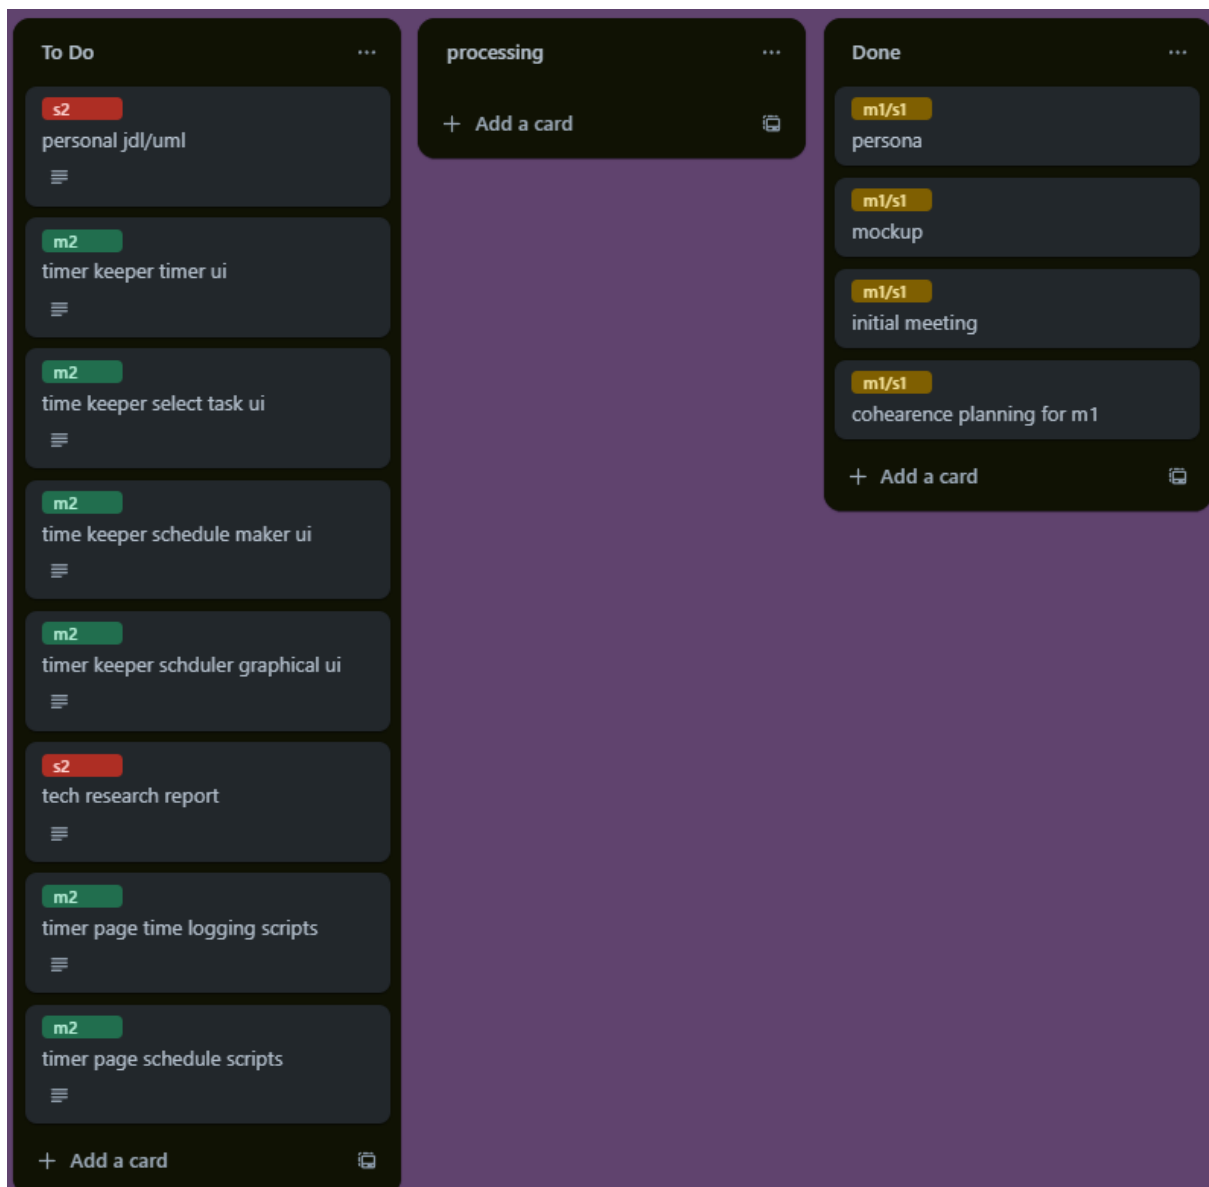 To Do
s2
personal jdl/uml
m2
timer keeper timer ui
m2
time keeper select task ui
m2
time keeper schedule maker ui
m2
timer keeper schduler graphical ui
s2
tech research report
m2
timer page time logging scripts
m2
timer page schedule scripts
+ Add a card
processing
+ Add a card
Done
m1/s1
persona
m1/s1
mockup
m1/s1
initial meeting
m1/s1
cohearence planning for m1
+ Add a card